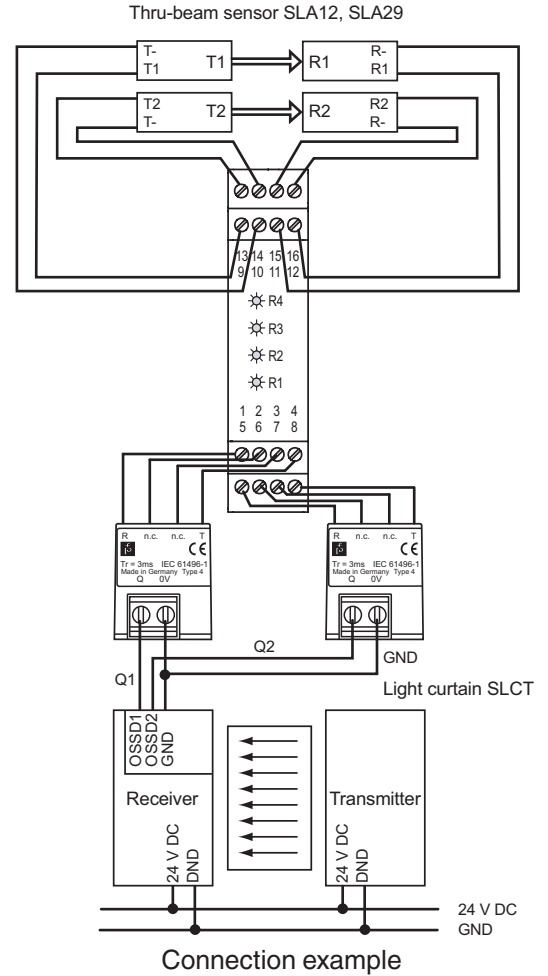 Thru-beam sensor SLA12, SLA29
T- R-
T1 T1 R1 R1
T2 T2 R2 R2
T- R-
13 14 15 16
9 10 11 12
R4
R3
R2
R1
1 2 3 4
5 6 7 8
R n.c. n.c. T
CE
Tr = 3ms IEC 61496-1
Made in Germany Type 4
Q 0V
R n.c. n.c. T
CE
Tr = 3ms IEC 61496-1
Made in Germany Type 4
Q 0V
Q2
GND
Q1
Light curtain SLCT
OSSD1
OSSD2
GND
Receiver
Transmitter
24 V DC
DND
24 V DC
DND
24 V DC
GND
Connection example